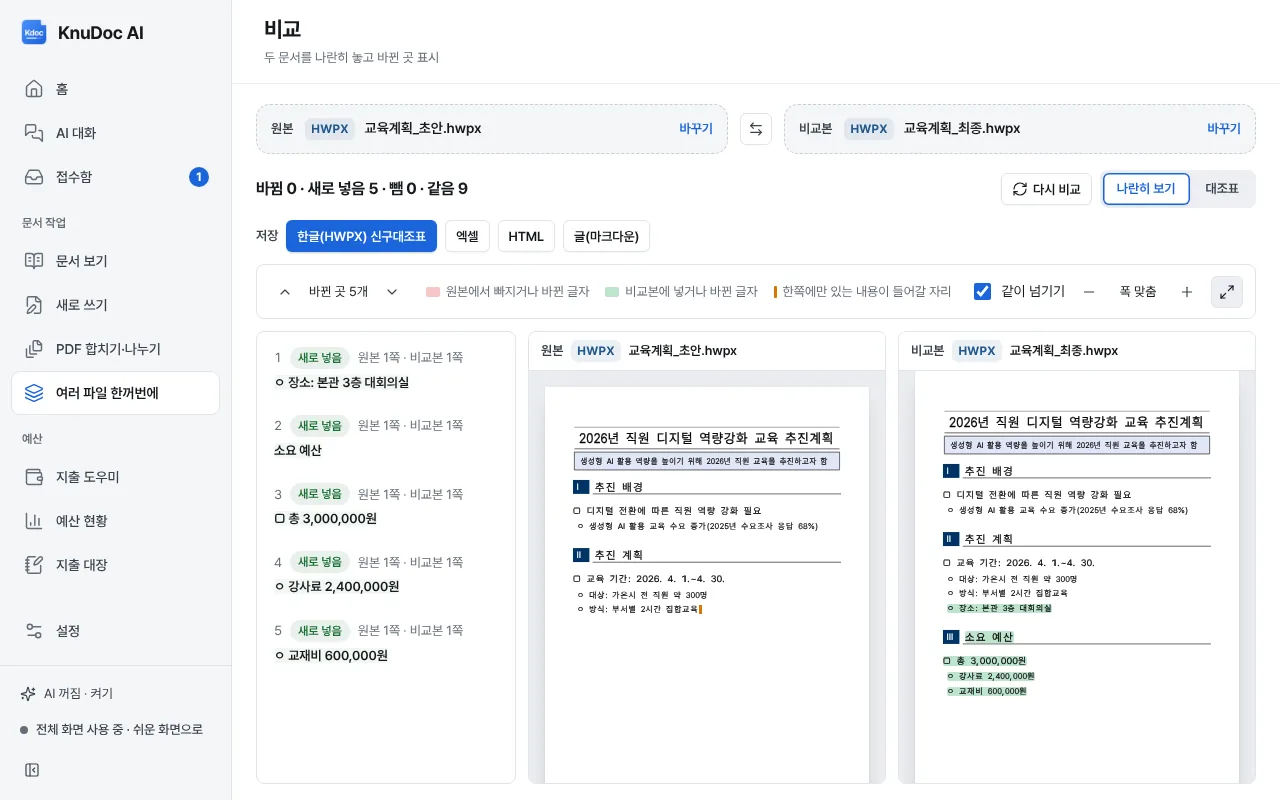 Kdoc KnuDoc AI
홈
AI 대화
접수함 1
문서 작업
문서 보기
새로 쓰기
PDF 합치기·나누기
여러 파일 한꺼번에
예산
지출 도우미
예산 현황
지출 대장
설정
AI 꺼짐 · 켜기
전체 화면 사용 중 · 쉬운 화면으로
비교
두 문서를 나란히 놓고 바뀐 곳 표시
원본 HWPX 교육계획_초안.hwpx 바꾸기
비교본 HWPX 교육계획_최종.hwpx 바꾸기
바뀜 0 · 새로 넣음 5 · 뺌 0 · 같음 9
다시 비교 나란히 보기 대조표
저장 한글(HWPX) 신구대조표 엑셀 HTML 글(마크다운)
바뀐 곳 5개 원본에서 빠지거나 바뀐 글자 비교본에 넣거나 바뀐 글자 한쪽에만 있는 내용이 들어갈 자리 같이 넘기기 － 폭 맞춤 ＋
1 새로 넣음 원본 1쪽 · 비교본 1쪽
ㅇ 장소: 본관 3층 대회의실
2 새로 넣음 원본 1쪽 · 비교본 1쪽
소요 예산
3 새로 넣음 원본 1쪽 · 비교본 1쪽
□ 총 3,000,000원
4 새로 넣음 원본 1쪽 · 비교본 1쪽
ㅇ 강사료 2,400,000원
5 새로 넣음 원본 1쪽 · 비교본 1쪽
ㅇ 교재비 600,000원
원본 HWPX 교육계획_초안.hwpx
2026년 직원 디지털 역량강화 교육 추진계획
생성형 AI 활용 역량을 높이기 위해 2026년 직원 교육을 추진하고자 함
Ⅰ 추진 배경
□ 디지털 전환에 따른 직원 역량 강화 필요
ㅇ 생성형 AI 활용 교육 수요 증가(2025년 수요조사 응답 68%)
Ⅱ 추진 계획
□ 교육 기간: 2026. 4. 1.~4. 30.
ㅇ 대상: 가온시 전 직원 약 300명
ㅇ 방식: 부서별 2시간 집합교육
비교본 HWPX 교육계획_최종.hwpx
2026년 직원 디지털 역량강화 교육 추진계획
생성형 AI 활용 역량을 높이기 위해 2026년 직원 교육을 추진하고자 함
Ⅰ 추진 배경
□ 디지털 전환에 따른 직원 역량 강화 필요
ㅇ 생성형 AI 활용 교육 수요 증가(2025년 수요조사 응답 68%)
Ⅱ 추진 계획
□ 교육 기간: 2026. 4. 1.~4. 30.
ㅇ 대상: 가온시 전 직원 약 300명
ㅇ 방식: 부서별 2시간 집합교육
ㅇ 장소: 본관 3층 대회의실
Ⅲ 소요 예산
□ 총 3,000,000원
ㅇ 강사료 2,400,000원
ㅇ 교재비 600,000원